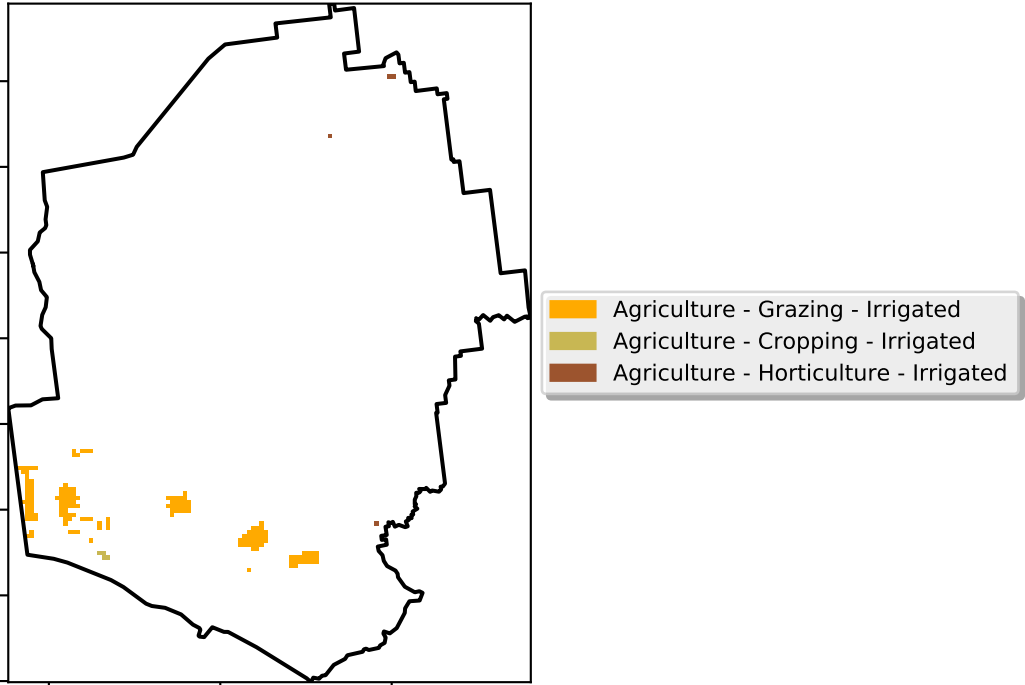 Agriculture - Grazing - Irrigated
Agriculture - Cropping - Irrigated
Agriculture - Horticulture - Irrigated